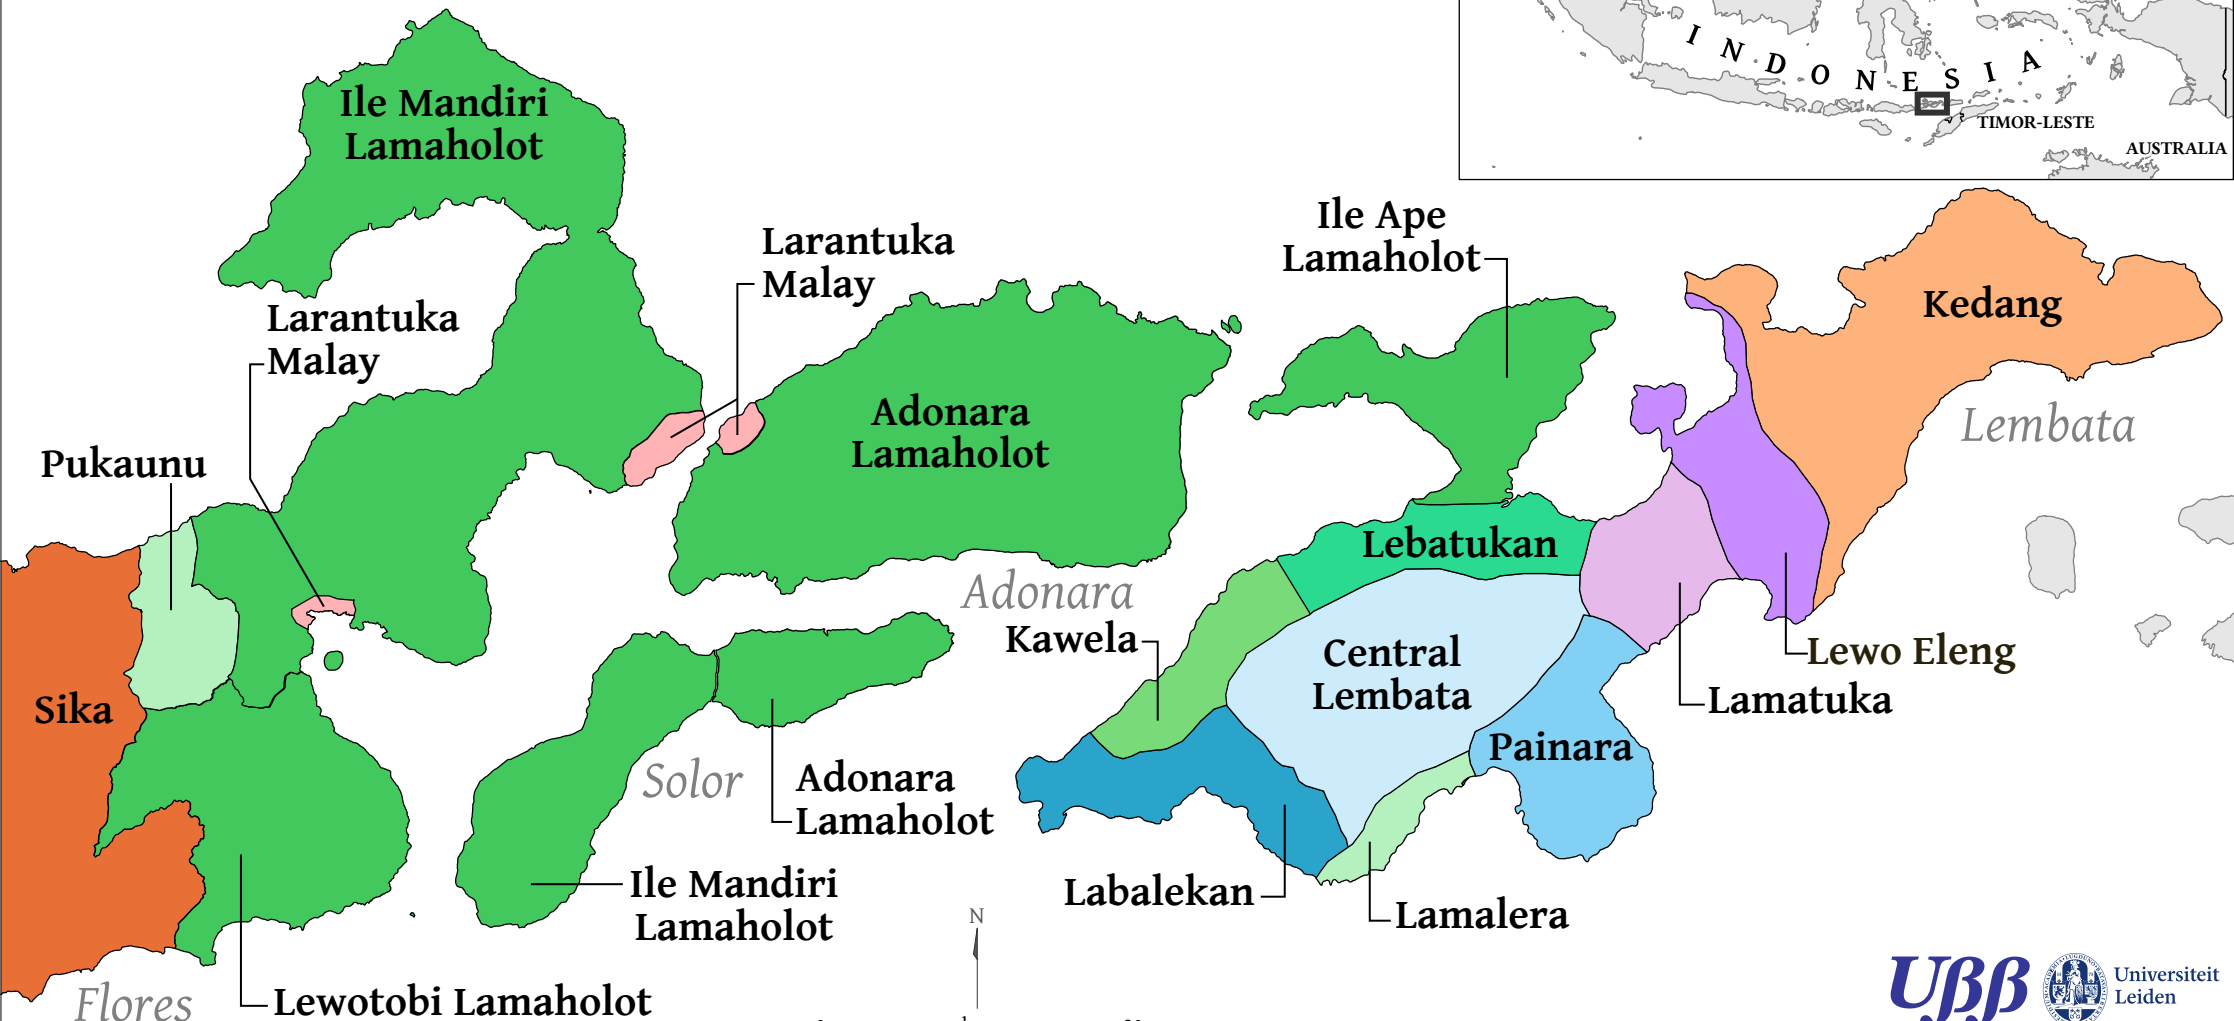 Ile Mandiri
Lamaholot
INDONESIA
TIMOR-LESTE
AUSTRALIA
Larantuka
Malay
Ile Ape
Lamaholot
Kedang
Larantuka
Malay
Adonara
Lamaholot
Lembata
Pukaunu
Lebatukan
Adonara
Kawela
Central
Lembata
Lewo Eleng
Lamatuka
Sika
Painara
Solor
Adonara
Lamaholot
Ile Mandiri
Lamaholot
Labalekan
Lamalera
N
Flores
Lewotobi Lamaholot
Uββ
Universiteit
Leiden